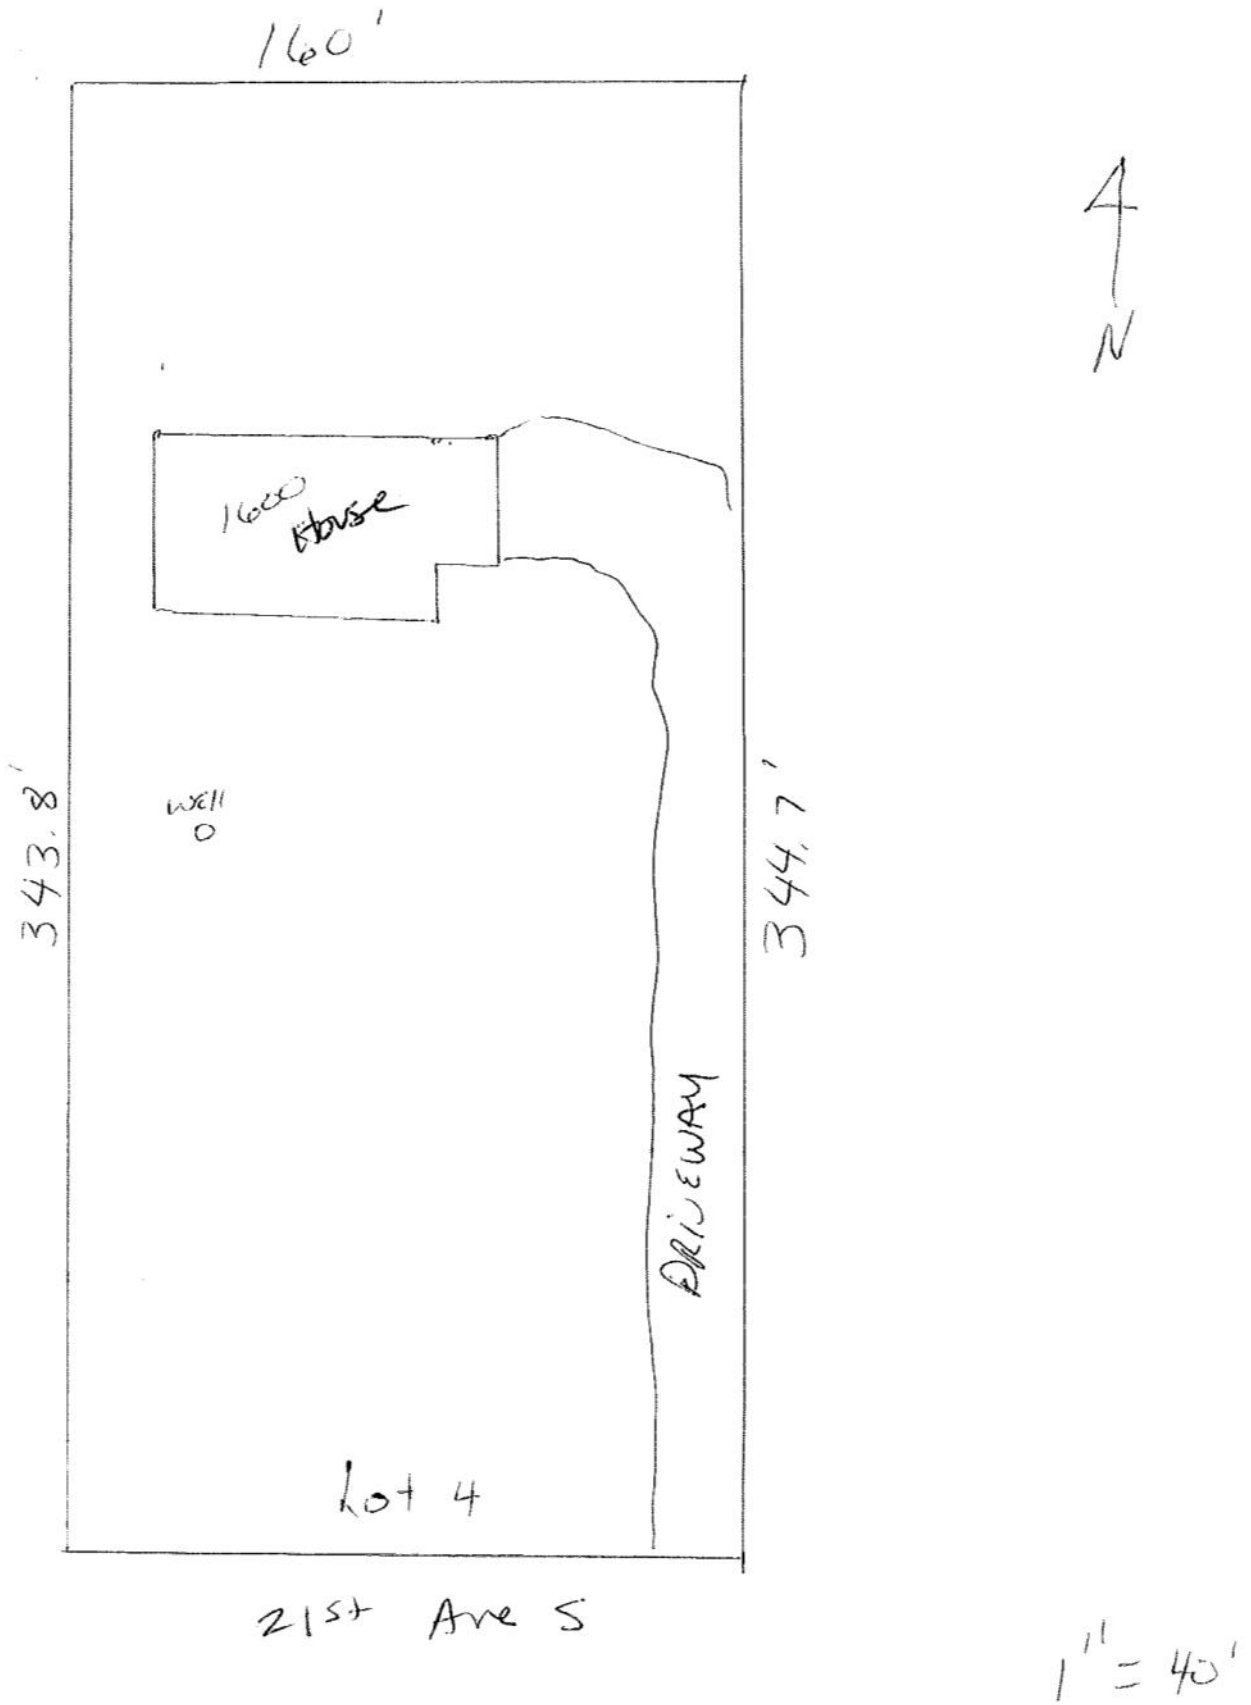 160'
N
1600
House
343.8'
well
344.7'
DRIVEWAY
Lot 4
21st Ave S
1" = 40'